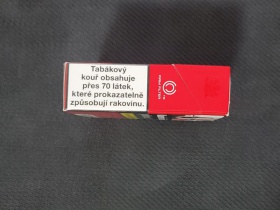 Tabákový
kouř obsahuje
přes 70 látek,
které prokazatelně
způsobují rakovinu.